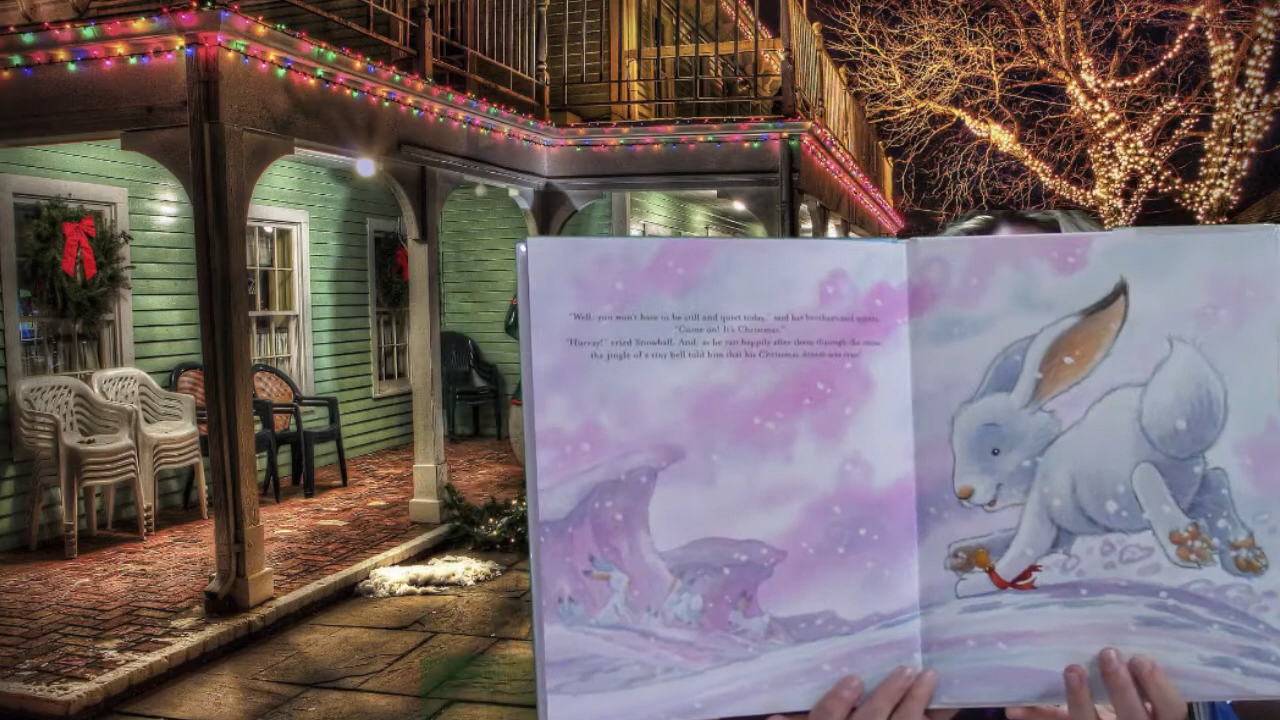 "Well, you won't have to be still and quiet today," said his brothers and sisters.
"Come on! It's Christmas."
"Hurray!" cried Snowball. And, as he ran happily after them through the snow,
the jingle of a tiny bell told him that his Christmas dream was true!